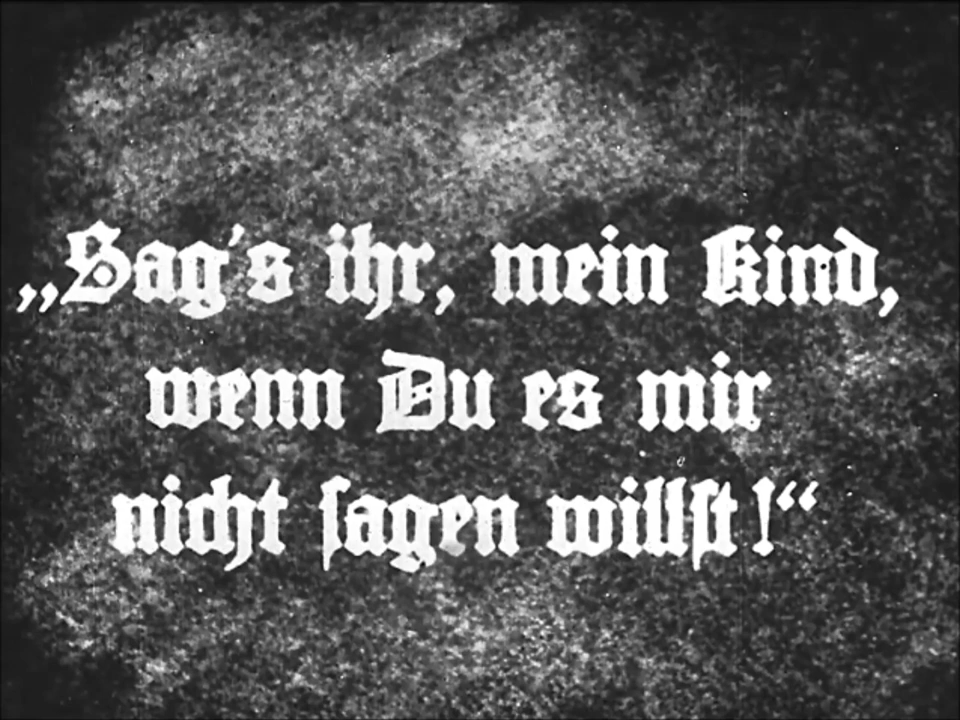 „Sag's ihr, mein Kind,
wenn Du es mir
nicht ſagen willſt!“